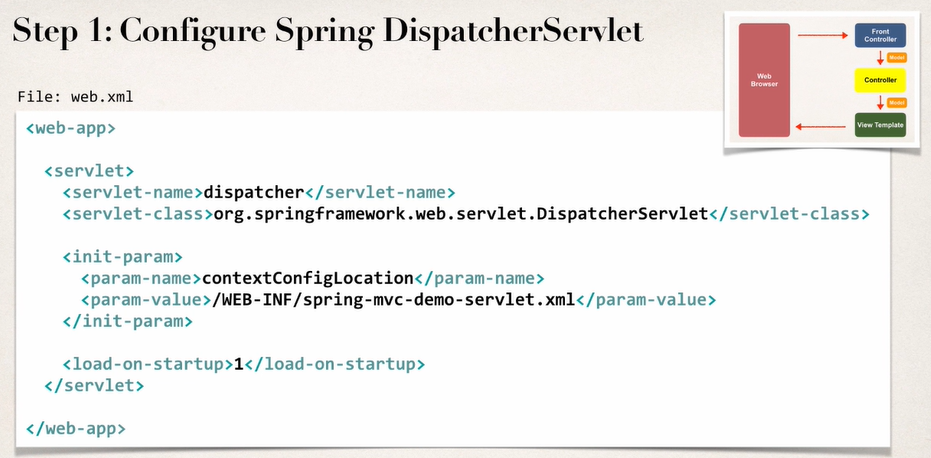 Step 1: Configure Spring DispatcherServlet
Front
Controller
Model
Web
Browser
Controller
Model
View Template
File: web.xml
<web-app>
<servlet>
<servlet-name>dispatcher</servlet-name>
<servlet-class>org.springframework.web.servlet.DispatcherServlet</servlet-class>
<init-param>
<param-name>contextConfigLocation</param-name>
<param-value>/WEB-INF/spring-mvc-demo-servlet.xml</param-value>
</init-param>
<load-on-startup>1</load-on-startup>
</servlet>
</web-app>